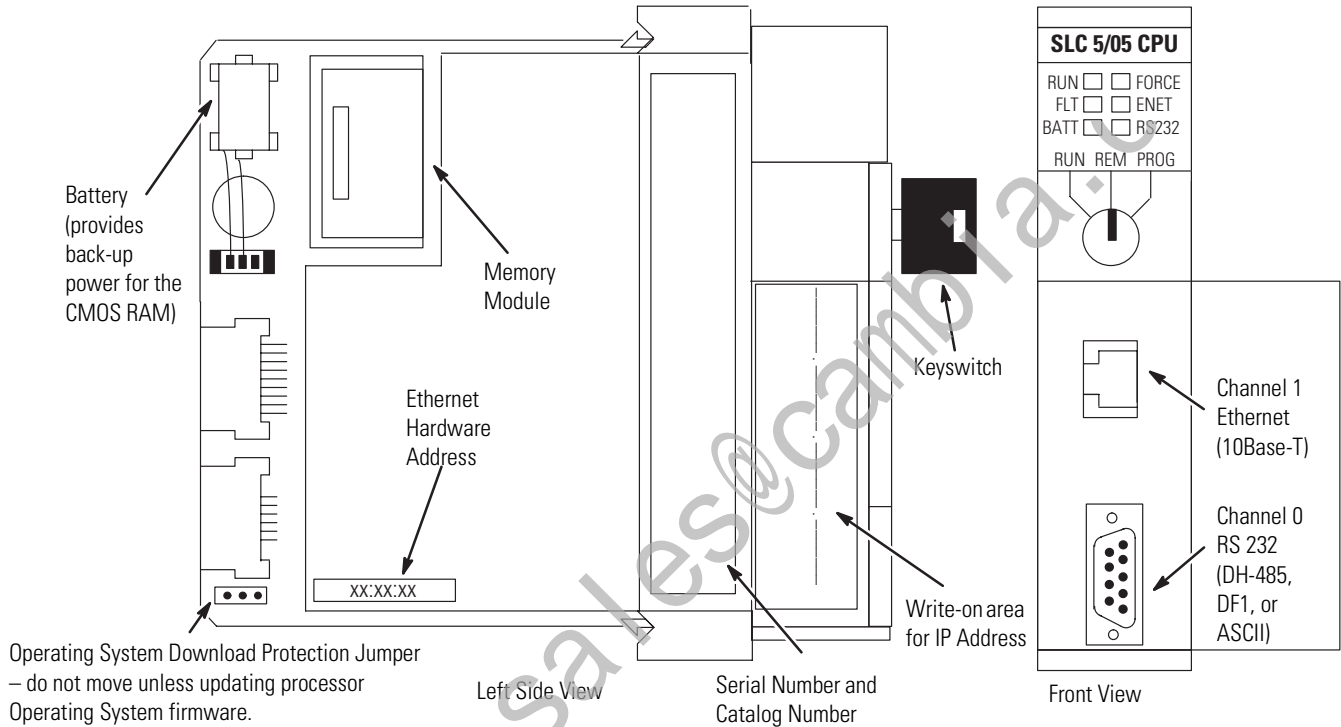 Battery
(provides
back-up
power for the
CMOS RAM)
Memory
Module
Ethernet
Hardware
Address
XX:XX:XX
Operating System Download Protection Jumper
– do not move unless updating processor
Operating System firmware.
Left Side View
Serial Number and
Catalog Number
Keyswitch
Write-on area
for IP Address
SLC 5/05 CPU
RUN FORCE
FLT ENET
BATT RS232
RUN REM PROG
Channel 1
Ethernet
(10Base-T)
Channel 0
RS 232
(DH-485,
DF1, or
ASCII)
Front View
sales@cambia.c